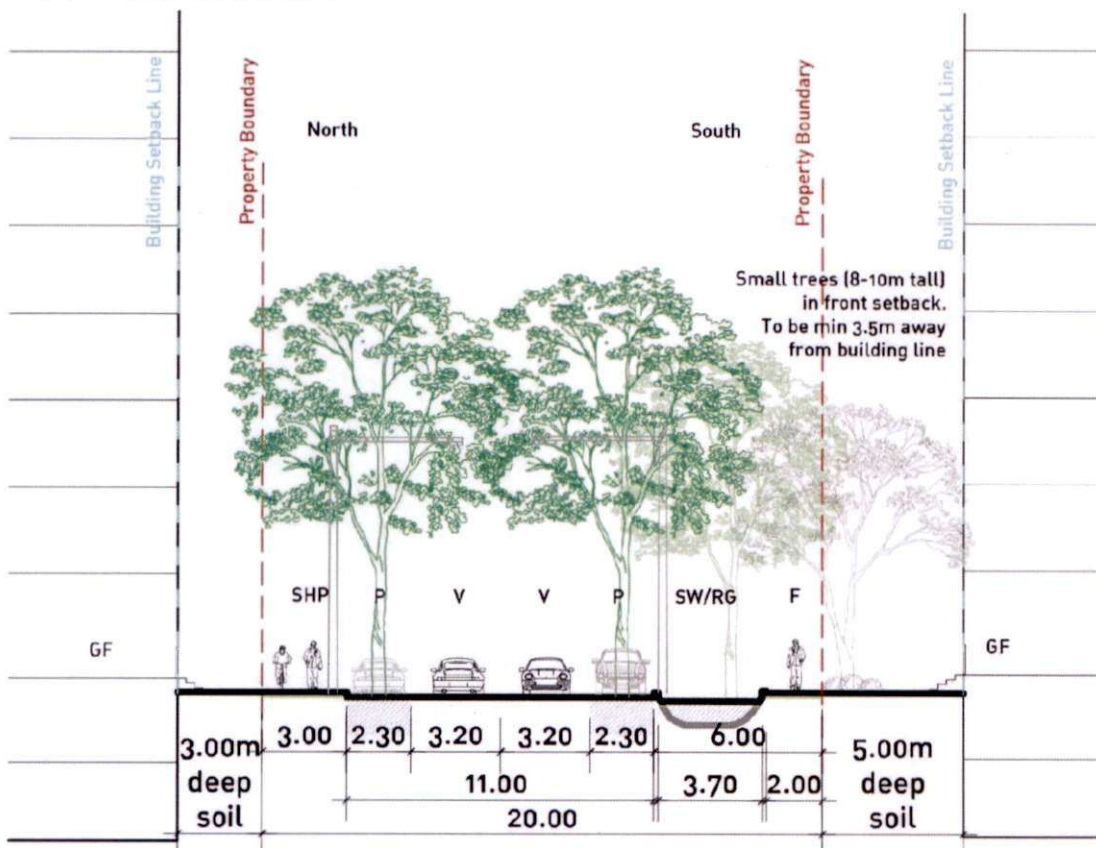 Building Setback Line
Property Boundary
North
South
Property Boundary
Building Setback Line
Small trees (8-10m tall)
in front setback.
To be min 3.5m away
from building line
SHP
P
V
V
P
SW/RG
F
GF
GF
3.00m
deep
soil
3.00
2.30
3.20
3.20
2.30
6.00
11.00
3.70
2.00
20.00
5.00m
deep
soil